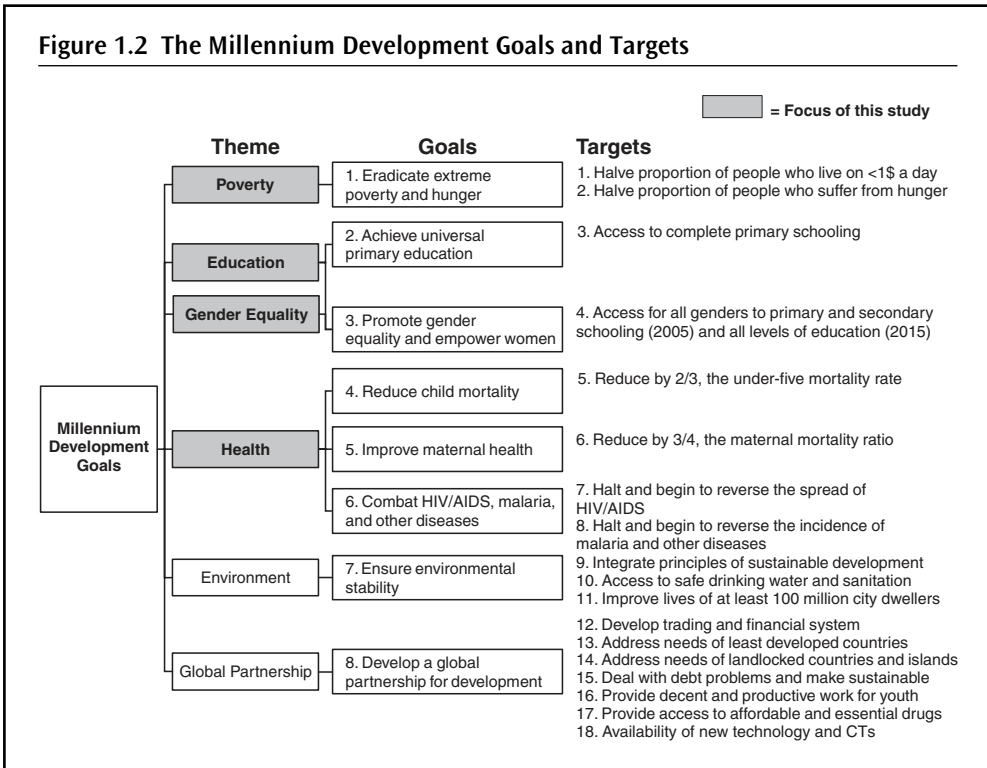 Figure 1.2 The Millennium Development Goals and Targets
= Focus of this study
Theme
Goals
Targets
Poverty
1. Eradicate extreme
poverty and hunger
1. Halve proportion of people who live on <1$ a day
2. Halve proportion of people who suffer from hunger
Education
2. Achieve universal
primary education
3. Access to complete primary schooling
Gender Equality
3. Promote gender
equality and empower women
4. Access for all genders to primary and secondary
schooling (2005) and all levels of education (2015)
Millennium
Development
Goals
Health
4. Reduce child mortality
5. Reduce by 2/3, the under-five mortality rate
5. Improve maternal health
6. Reduce by 3/4, the maternal mortality ratio
6. Combat HIV/AIDS, malaria,
and other diseases
7. Halt and begin to reverse the spread of
HIV/AIDS
8. Halt and begin to reverse the incidence of
malaria and other diseases
Environment
7. Ensure environmental
stability
9. Integrate principles of sustainable development
10. Access to safe drinking water and sanitation
11. Improve lives of at least 100 million city dwellers
Global Partnership
8. Develop a global
partnership for development
12. Develop trading and financial system
13. Address needs of least developed countries
14. Address needs of landlocked countries and islands
15. Deal with debt problems and make sustainable
16. Provide decent and productive work for youth
17. Provide access to affordable and essential drugs
18. Availability of new technology and CTs